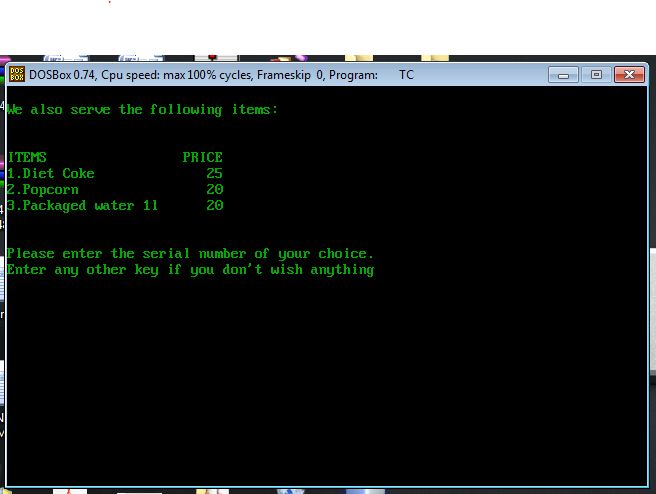 DOS
BOX
DOSBox 0.74, Cpu speed: max 100% cycles, Frameskip 0, Program: TC
We also serve the following items:
ITEMS PRICE
1.Diet Coke 25
2.Popcorn 20
3.Packaged water 1l 20
Please enter the serial number of your choice.
Enter any other key if you don't wish anything